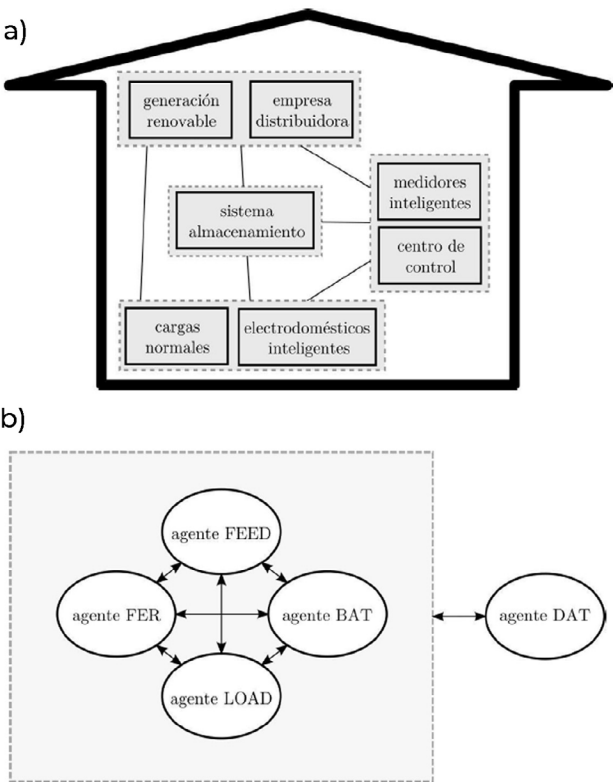 a)
generación
renovable
empresa
distribuidora
medidores
inteligentes
sistema
almacenamiento
centro de
control
cargas
normales
electrodomésticos
inteligentes
b)
agente FEED
agente FER
agente BAT
agente DAT
agente LOAD